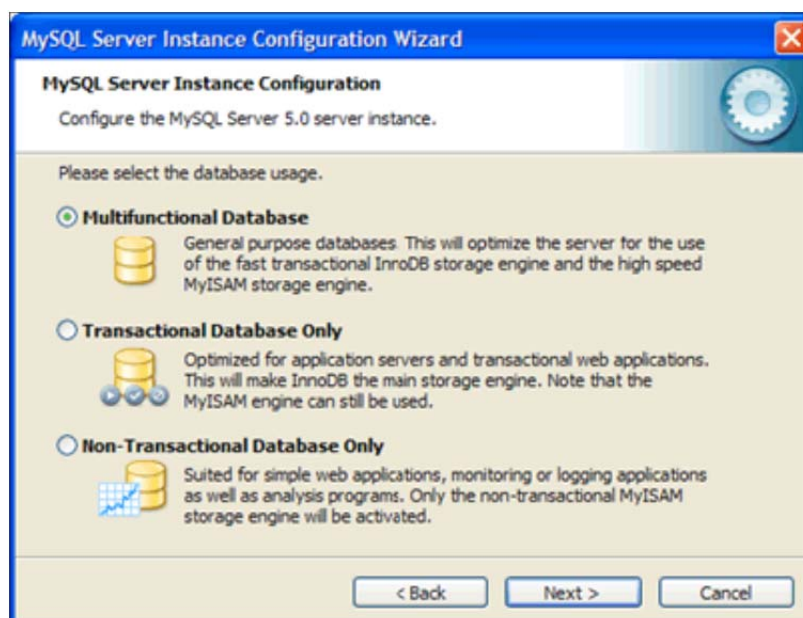 MySQL Server Instance Configuration Wizard
MySQL Server Instance Configuration
Configure the MySQL Server 5.0 server instance.
Please select the database usage.
Multifunctional Database
General purpose databases. This will optimize the server for the use
of the fast transactional InnoDB storage engine and the high speed
MyISAM storage engine.
Transactional Database Only
Optimized for application servers and transactional web applications.
This will make InnoDB the main storage engine. Note that the
MyISAM engine can still be used.
Non-Transactional Database Only
Suited for simple web applications, monitoring or logging applications
as well as analysis programs. Only the non-transactional MyISAM
storage engine will be activated.
< Back Next > Cancel